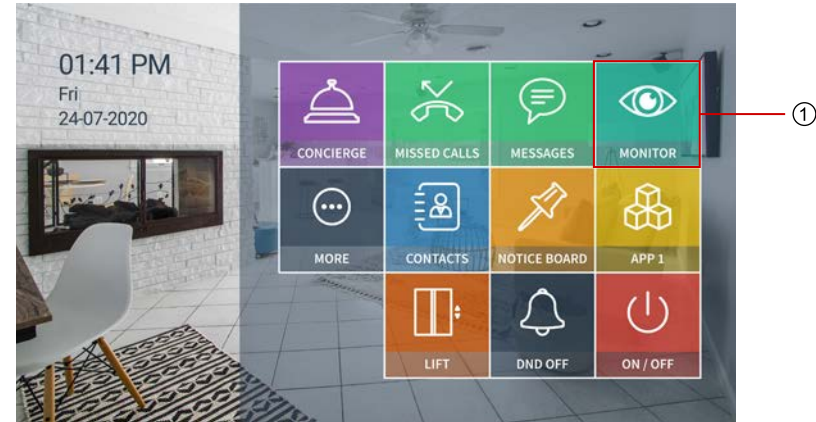 01:41 PM
Fri
24-07-2020
CONCIERGE
MISSED CALLS
MESSAGES
MONITOR
①
MORE
CONTACTS
NOTICE BOARD
APP 1
LIFT
DND OFF
ON / OFF